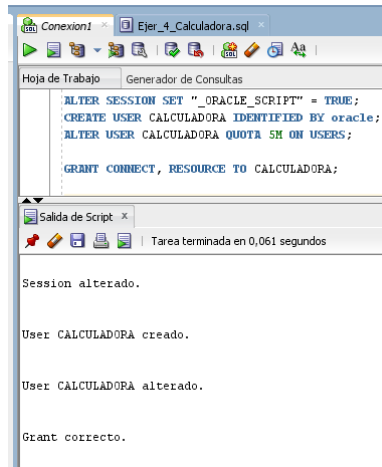 Conexion1 × Ejer_4_Calculadora.sql ×
Hoja de Trabajo Generador de Consultas
ALTER SESSION SET "_ORACLE_SCRIPT" = TRUE;
CREATE USER CALCULADORA IDENTIFIED BY oracle;
ALTER USER CALCULADORA QUOTA 5M ON USERS;
GRANT CONNECT, RESOURCE TO CALCULADORA;
Salida de Script ×
Tarea terminada en 0,061 segundos
Session alterado.
User CALCULADORA creado.
User CALCULADORA alterado.
Grant correcto.